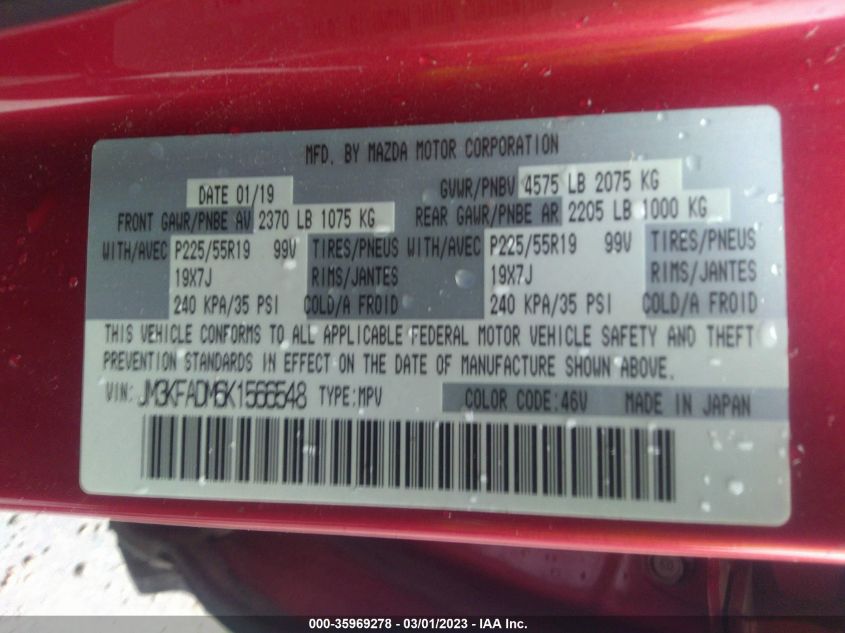 MFD. BY MAZDA MOTOR CORPORATION
DATE 01/19 GVWR/PNBV 4575 LB 2075 KG
FRONT GAWR/PNBE AV 2370 LB 1075 KG REAR GAWR/PNBE AR 2205 LB 1000 KG
WITH/AVEC P225/55R19 99V TIRES/PNEUS WITH/AVEC P225/55R19 99V TIRES/PNEUS
19X7J RIMS/JANTES 19X7J RIMS/JANTES
240 KPA/35 PSI COLD/A FROID 240 KPA/35 PSI COLD/A FROID
THIS VEHICLE CONFORMS TO ALL APPLICABLE FEDERAL MOTOR VEHICLE SAFETY AND THEFT
PREVENTION STANDARDS IN EFFECT ON THE DATE OF MANUFACTURE SHOWN ABOVE.
VIN: JM3KFADM6K1566548 TYPE:MPV COLOR CODE:46V MADE IN JAPAN
000-35969278 - 03/01/2023 - © IAA Inc.